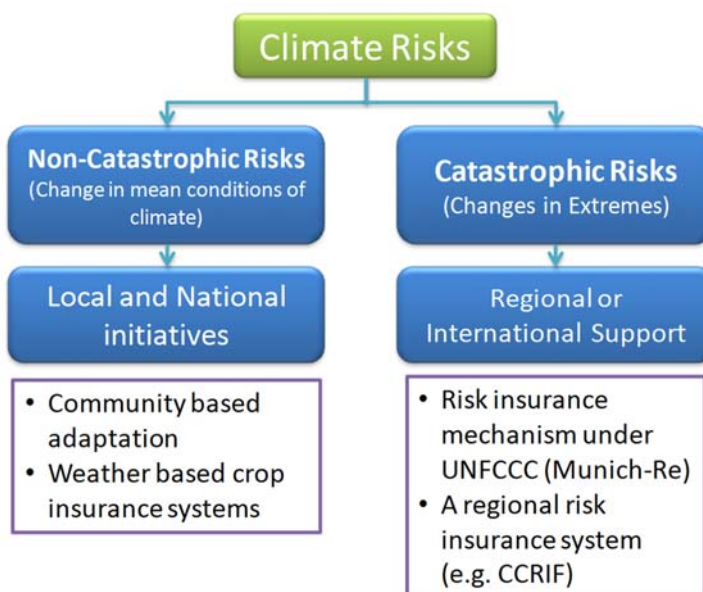 Climate Risks
Non-Catastrophic Risks
(Change in mean conditions of
climate)
Local and National
initiatives
• Community based
adaptation
• Weather based crop
insurance systems
Catastrophic Risks
(Changes in Extremes)
Regional or
International Support
• Risk insurance
mechanism under
UNFCCC (Munich-Re)
• A regional risk
insurance system
(e.g. CCRIF)